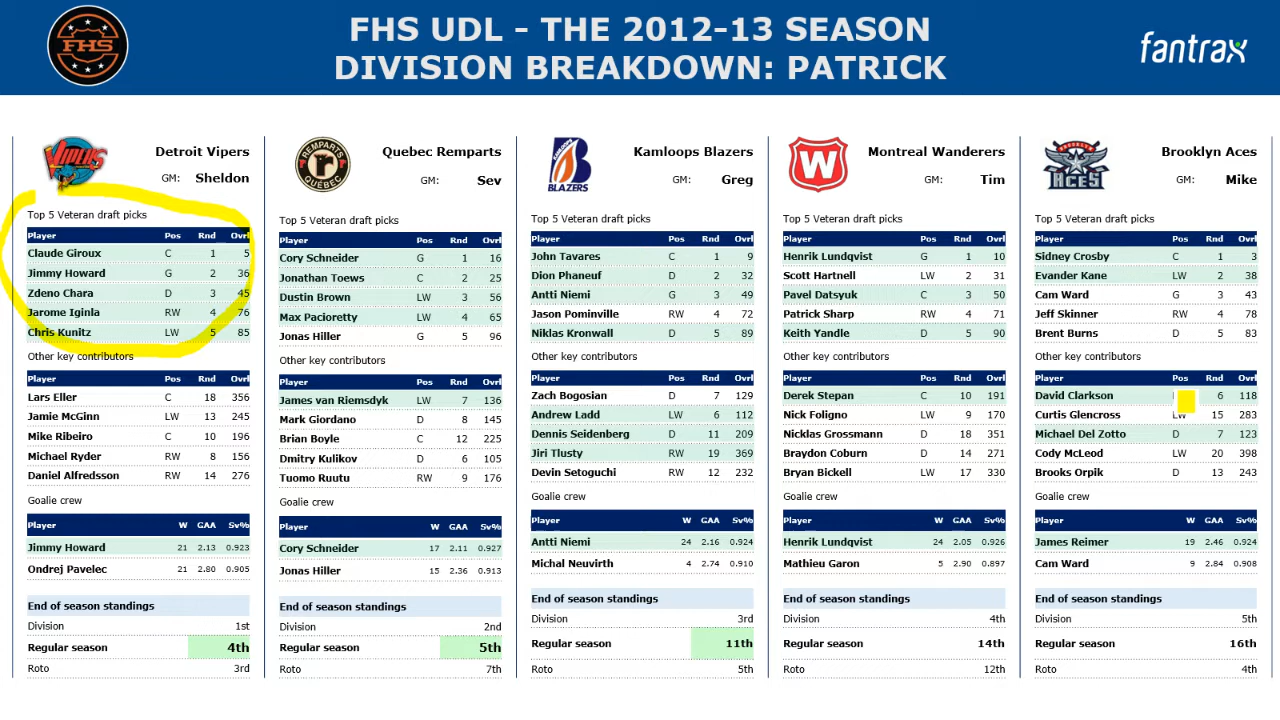 FHS UDL - THE 2012-13 SEASON
DIVISION BREAKDOWN: PATRICK
FHS
fantrax
VIPERS
Detroit Vipers
GM: Sheldon
Top 5 Veteran draft picks
Player Pos Rnd Ovrl
Claude Giroux C 1 5
Jimmy Howard G 2 36
Zdeno Chara D 3 45
Jarome Iginla RW 4 76
Chris Kunitz LW 5 85
Other key contributors
Player Pos Rnd Ovrl
Lars Eller C 18 356
Jamie McGinn LW 13 245
Mike Ribeiro C 10 196
Michael Ryder RW 8 156
Daniel Alfredsson RW 14 276
Goalie crew
Player W GAA Sv%
Jimmy Howard 21 2.13 0.923
Ondrej Pavelec 21 2.80 0.905
End of season standings
Division 1st
Regular season 4th
Roto 3rd
REMPARTS
QUÉBEC
Quebec Remparts
GM: Sev
Top 5 Veteran draft picks
Player Pos Rnd Ovrl
Cory Schneider G 1 16
Jonathan Toews C 2 25
Dustin Brown LW 3 56
Max Pacioretty LW 4 65
Jonas Hiller G 5 96
Other key contributors
Player Pos Rnd Ovrl
James van Riemsdyk LW 7 136
Mark Giordano D 8 145
Brian Boyle C 12 225
Dmitry Kulikov D 6 105
Tuomo Ruutu RW 9 176
Goalie crew
Player W GAA Sv%
Cory Schneider 17 2.11 0.927
Jonas Hiller 15 2.36 0.913
End of season standings
Division 2nd
Regular season 5th
Roto 7th
KAMLOOPS
BLAZERS
Kamloops Blazers
GM: Greg
Top 5 Veteran draft picks
Player Pos Rnd Ovrl
John Tavares C 1 9
Dion Phaneuf D 2 32
Antti Niemi G 3 49
Jason Pominville RW 4 72
Niklas Kronwall D 5 89
Other key contributors
Player Pos Rnd Ovrl
Zach Bogosian D 7 129
Andrew Ladd LW 6 112
Dennis Seidenberg D 11 209
Jiri Tlusty RW 19 369
Devin Setoguchi RW 12 232
Goalie crew
Player W GAA Sv%
Antti Niemi 24 2.16 0.924
Michal Neuvirth 4 2.74 0.910
End of season standings
Division 3rd
Regular season 11th
Roto 5th
W
Montreal Wanderers
GM: Tim
Top 5 Veteran draft picks
Player Pos Rnd Ovrl
Henrik Lundqvist G 1 10
Scott Hartnell LW 2 31
Pavel Datsyuk C 3 50
Patrick Sharp RW 4 71
Keith Yandle D 5 90
Other key contributors
Player Pos Rnd Ovrl
Derek Stepan C 10 191
Nick Foligno LW 9 170
Nicklas Grossmann D 18 351
Braydon Coburn D 14 271
Bryan Bickell LW 17 330
Goalie crew
Player W GAA Sv%
Henrik Lundqvist 24 2.05 0.926
Mathieu Garon 5 2.90 0.897
End of season standings
Division 4th
Regular season 14th
Roto 12th
BROOKLYN
ACES
Brooklyn Aces
GM: Mike
Top 5 Veteran draft picks
Player Pos Rnd Ovrl
Sidney Crosby C 1 3
Evander Kane LW 2 38
Cam Ward G 3 43
Jeff Skinner RW 4 78
Brent Burns D 5 83
Other key contributors
Player Pos Rnd Ovrl
David Clarkson 6 118
Curtis Glencross LW 15 283
Michael Del Zotto D 7 123
Cody McLeod LW 20 398
Brooks Orpik D 13 243
Goalie crew
Player W GAA Sv%
James Reimer 19 2.46 0.924
Cam Ward 9 2.84 0.908
End of season standings
Division 5th
Regular season 16th
Roto 4th